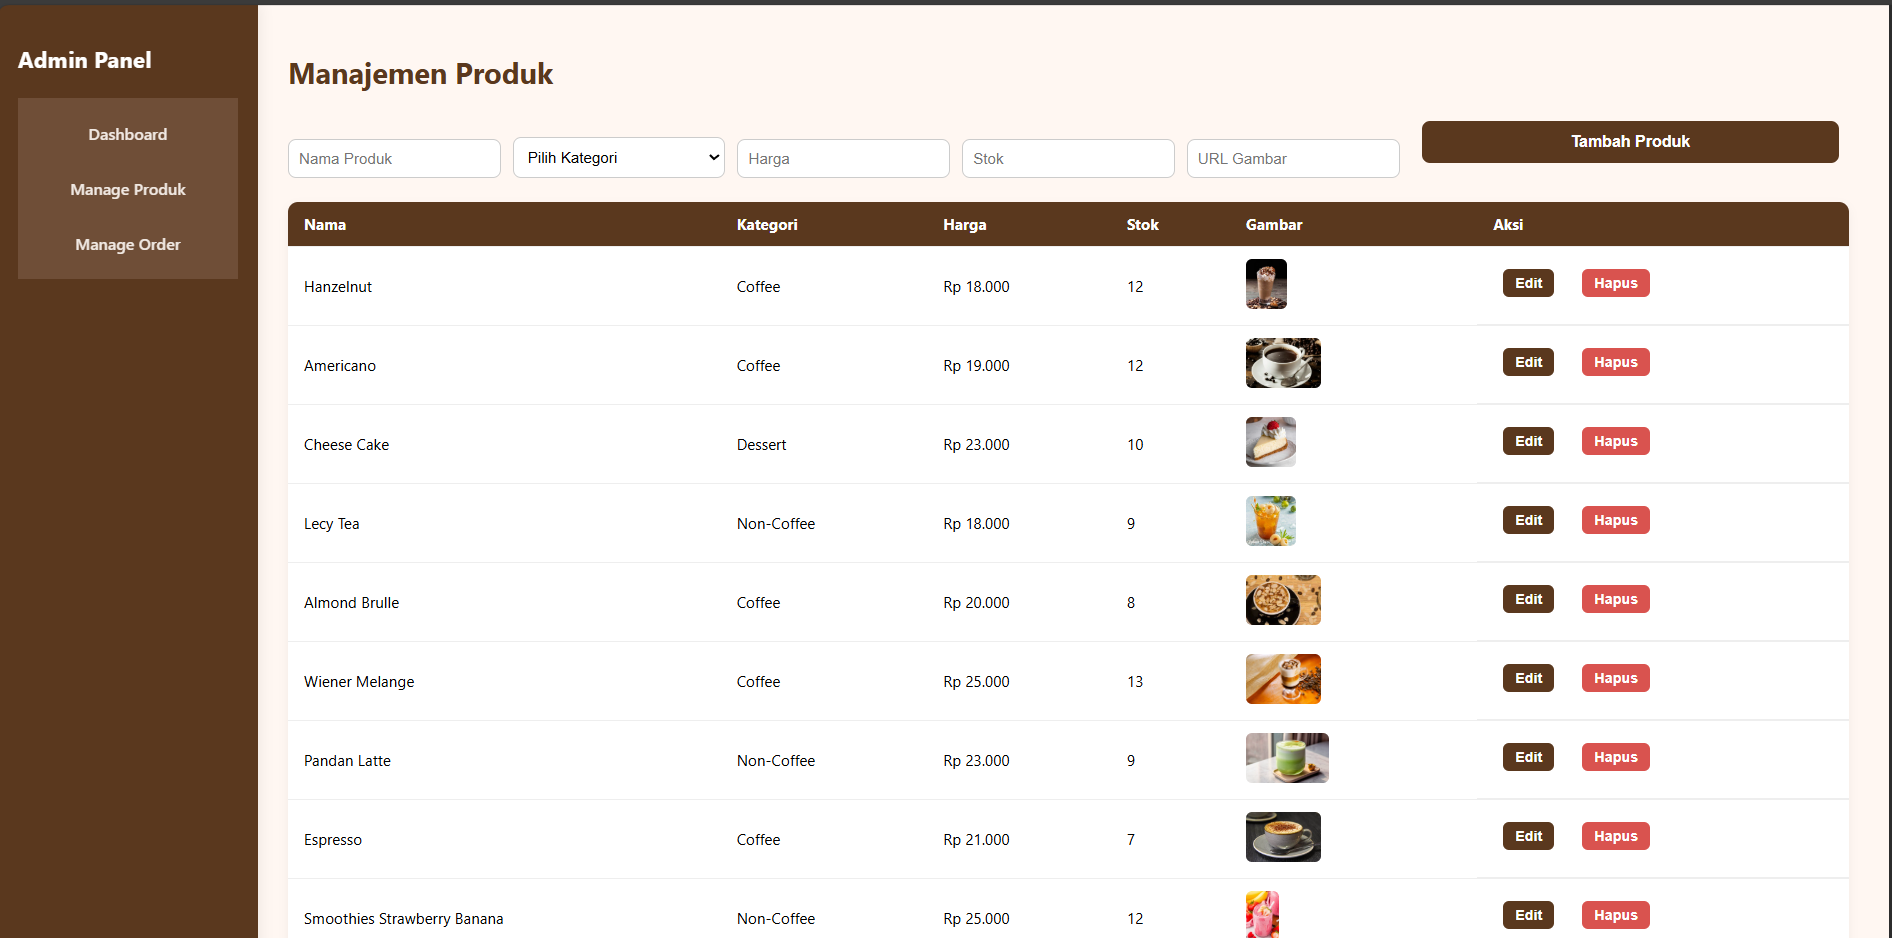 Admin Panel
Dashboard
Manage Produk
Manage Order
Manajemen Produk
Nama Produk Pilih Kategori Harga Stok URL Gambar Tambah Produk
Nama Kategori Harga Stok Gambar Aksi
Hanzelnut Coffee Rp 18.000 12 Edit Hapus
Americano Coffee Rp 19.000 12 Edit Hapus
Cheese Cake Dessert Rp 23.000 10 Edit Hapus
Lecy Tea Non-Coffee Rp 18.000 9 Edit Hapus
Almond Brulle Coffee Rp 20.000 8 Edit Hapus
Wiener Melange Coffee Rp 25.000 13 Edit Hapus
Pandan Latte Non-Coffee Rp 23.000 9 Edit Hapus
Espresso Coffee Rp 21.000 7 Edit Hapus
Smoothies Strawberry Banana Non-Coffee Rp 25.000 12 Edit Hapus